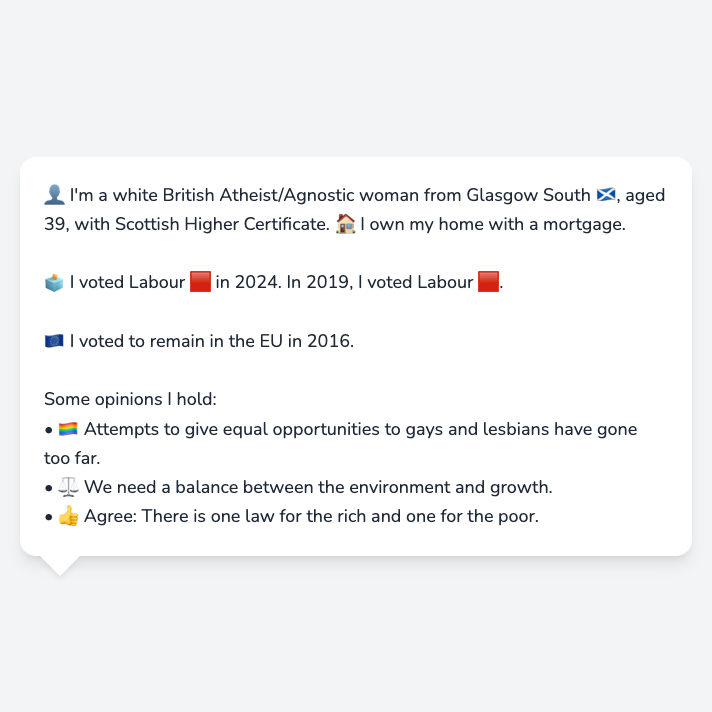 👤 I'm a white British Atheist/Agnostic woman from Glasgow South 🏴󠁧󠁢󠁳󠁣󠁴󠁿, aged
39, with Scottish Higher Certificate. 🏠 I own my home with a mortgage.
🗳️ I voted Labour 🟥 in 2024. In 2019, I voted Labour 🟥.
🇪🇺 I voted to remain in the EU in 2016.
Some opinions I hold:
• 🏳️‍🌈 Attempts to give equal opportunities to gays and lesbians have gone
too far.
• ⚖️ We need a balance between the environment and growth.
• 👍 Agree: There is one law for the rich and one for the poor.